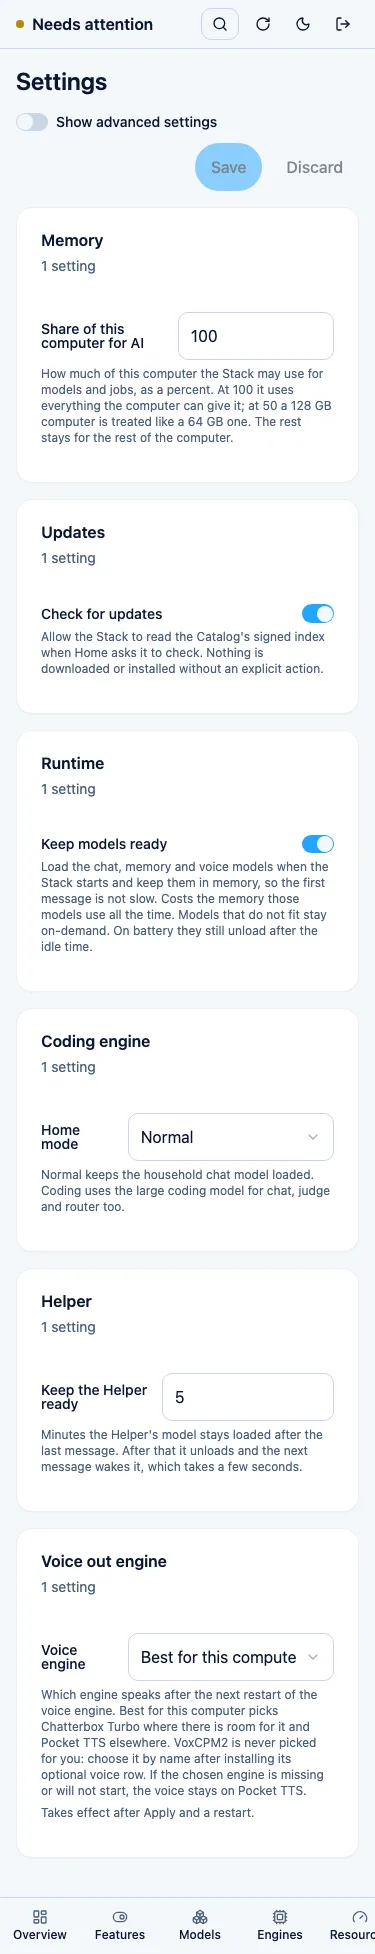 Needs attention
Settings
Show advanced settings
Save
Discard
Memory
1 setting
Share of this
computer for AI
100
How much of this computer the Stack may use for
models and jobs, as a percent. At 100 it uses
everything the computer can give it; at 50 a 128 GB
computer is treated like a 64 GB one. The rest
stays for the rest of the computer.
Updates
1 setting
Check for updates
Allow the Stack to read the Catalog's signed index
when Home asks it to check. Nothing is
downloaded or installed without an explicit action.
Runtime
1 setting
Keep models ready
Load the chat, memory and voice models when the
Stack starts and keep them in memory, so the first
message is not slow. Costs the memory those
models use all the time. Models that do not fit stay
on-demand. On battery they still unload after the
idle time.
Coding engine
1 setting
Home
mode
Normal
Normal keeps the household chat model loaded.
Coding uses the large coding model for chat, judge
and router too.
Helper
1 setting
Keep the Helper
ready
5
Minutes the Helper's model stays loaded after the
last message. After that it unloads and the next
message wakes it, which takes a few seconds.
Voice out engine
1 setting
Voice
engine
Best for this compute
Which engine speaks after the next restart of the
voice engine. Best for this computer picks
Chatterbox Turbo where there is room for it and
Pocket TTS elsewhere. VoxCPM2 is never picked
for you: choose it by name after installing its
optional voice row. If the chosen engine is missing
or will not start, the voice stays on Pocket TTS.
Takes effect after Apply and a restart.
Overview
Features
Models
Engines
Resourc